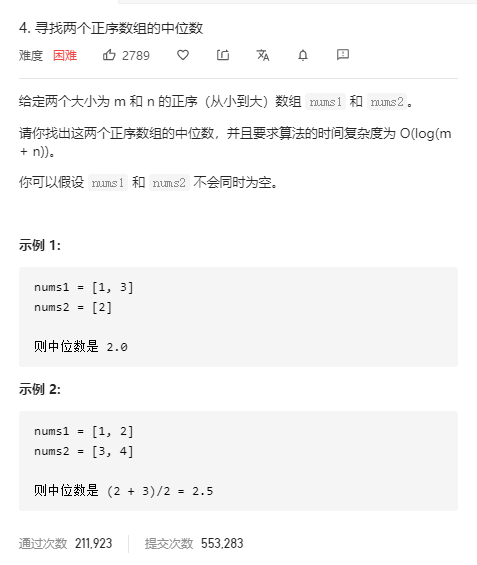 4. 寻找两个正序数组的中位数
难度 困难 2789
给定两个大小为 m 和 n 的正序（从小到大）数组 nums1 和 nums2。
请你找出这两个正序数组的中位数，并且要求算法的时间复杂度为 O(log(m
+ n))。
你可以假设 nums1 和 nums2 不会同时为空。
示例 1:
nums1 = [1, 3]
nums2 = [2]
则中位数是 2.0
示例 2:
nums1 = [1, 2]
nums2 = [3, 4]
则中位数是 (2 + 3)/2 = 2.5
通过次数 211,923 提交次数 553,283